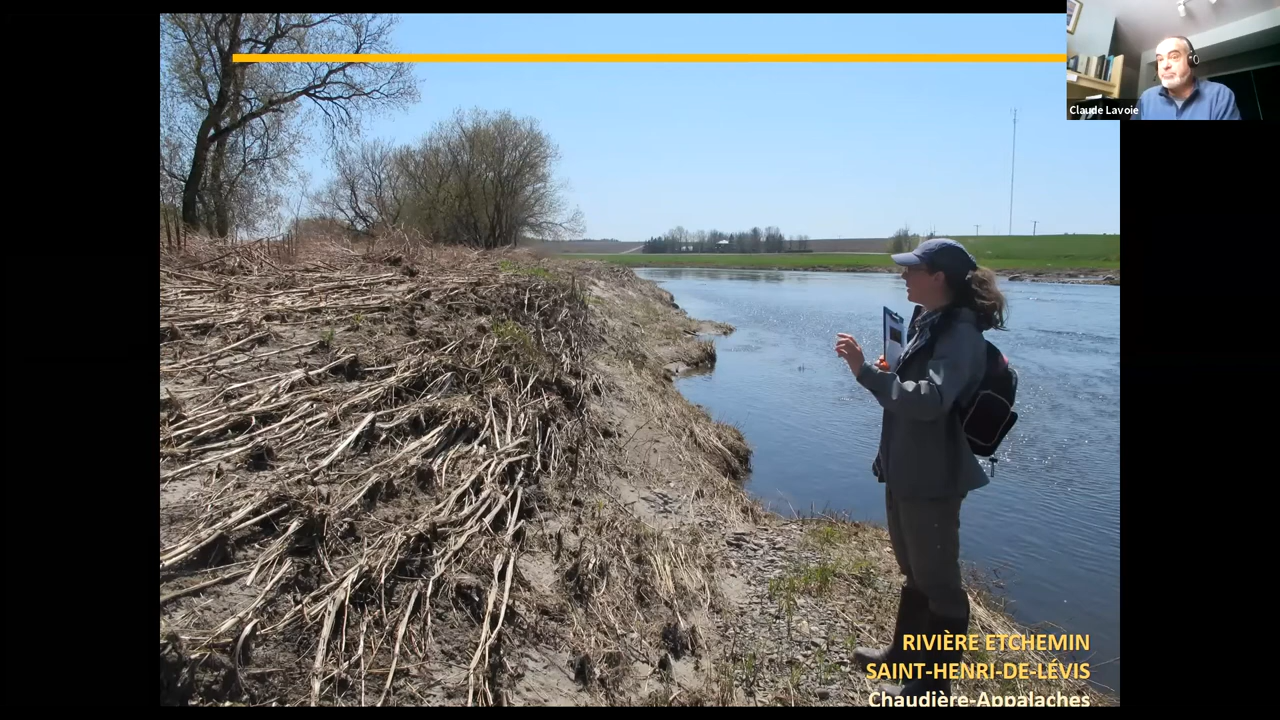 Claude Lavoie
RIVIÈRE ETCHEMIN
SAINT-HENRI-DE-LÉVIS
Chaudière-Appalaches